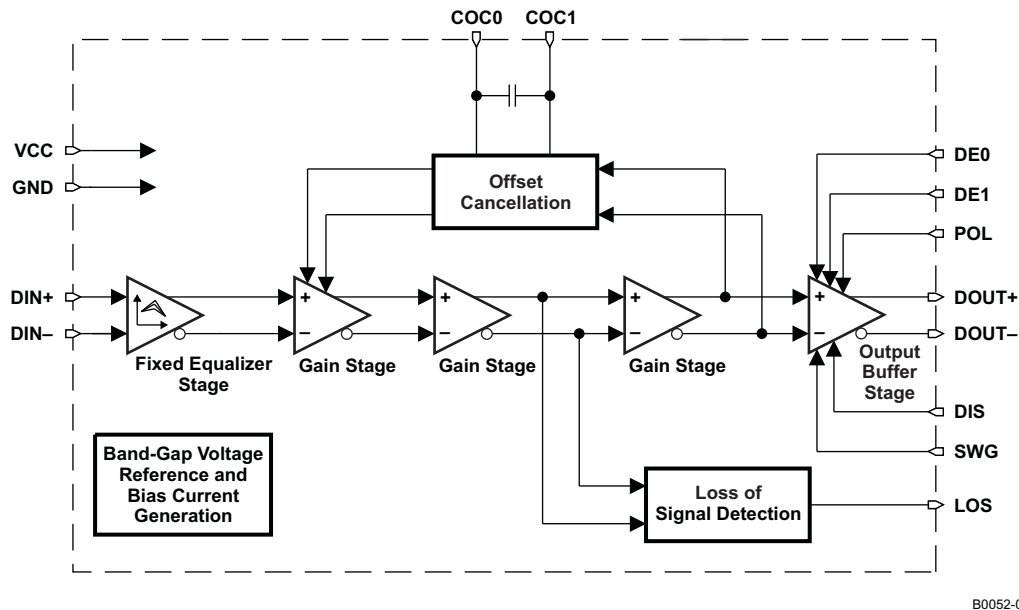 COC0 COC1
VCC
GND
DE0
DE1
POL
Offset
Cancellation
DIN+
DIN–
+
–
+
–
+
–
+
–
DOUT+
DOUT–
Fixed Equalizer
Stage
Gain Stage
Gain Stage
Gain Stage
Output
Buffer
Stage
DIS
SWG
Band-Gap Voltage
Reference and
Bias Current
Generation
Loss of
Signal Detection
LOS